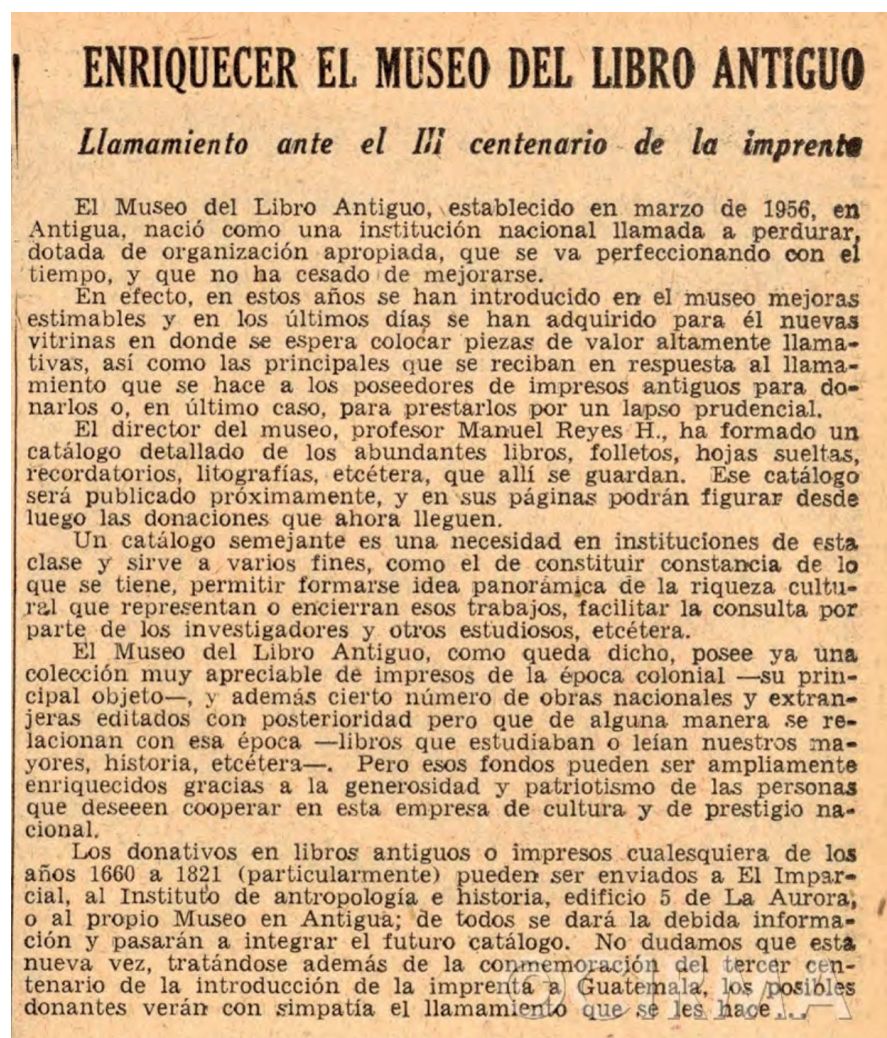 ENRIQUECER EL MUSEO DEL LIBRO ANTIGUO
Llamamiento ante el III centenario de la imprenta
El Museo del Libro Antiguo, establecido en marzo de 1956, en
Antigua, nació como una institución nacional llamada a perdurar,
dotada de organización apropiada, que se va perfeccionando con el
tiempo, y que no ha cesado de mejorarse.
En efecto, en estos años se han introducido en el museo mejoras
estimables y en los últimos días se han adquirido para él nuevas
vitrinas en donde se espera colocar piezas de valor altamente llama-
tivas, así como las principales que se reciban en respuesta al llama-
miento que se hace a los poseedores de impresos antiguos para do-
narlos o, en último caso, para prestarlos por un lapso prudencial.
El director del museo, profesor Manuel Reyes H., ha formado un
catálogo detallado de los abundantes libros, folletos, hojas sueltas,
recordatorios, litografías, etcétera, que allí se guardan. Ese catálogo
será publicado próximamente, y en sus páginas podrán figurar desde
luego las donaciones que ahora lleguen.
Un catálogo semejante es una necesidad en instituciones de esta
clase y sirve a varios fines, como el de constituir constancia de lo
que se tiene, permitir formarse idea panorámica de la riqueza cultu-
ral que representan o encierran esos trabajos, facilitar la consulta por
parte de los investigadores y otros estudiosos, etcétera.
El Museo del Libro Antiguo, como queda dicho, posee ya una
colección muy apreciable de impresos de la época colonial —su prin-
cipal objeto—, y además cierto número de obras nacionales y extran-
jeras editados con posterioridad pero que de alguna manera se re-
lacionan con esa época —libros que estudiaban o leían nuestros ma-
yores, historia, etcétera—. Pero esos fondos pueden ser ampliamente
enriquecidos gracias a la generosidad y patriotismo de las personas
que deseeen cooperar en esta empresa de cultura y de prestigio na-
cional.
Los donativos en libros antiguos o impresos cualesquiera de los
años 1660 a 1821 (particularmente) pueden ser enviados a El Impar-
cial, al Instituto de antropología e historia, edificio 5 de La Aurora,
o al propio Museo en Antigua; de todos se dará la debida informa-
ción y pasarán a integrar el futuro catálogo. No dudamos que esta
nueva vez, tratándose además de la conmemoración del tercer cen-
tenario de la introducción de la imprenta a Guatemala, los posibles
donantes verán con simpatía el llamamiento que se les hace...